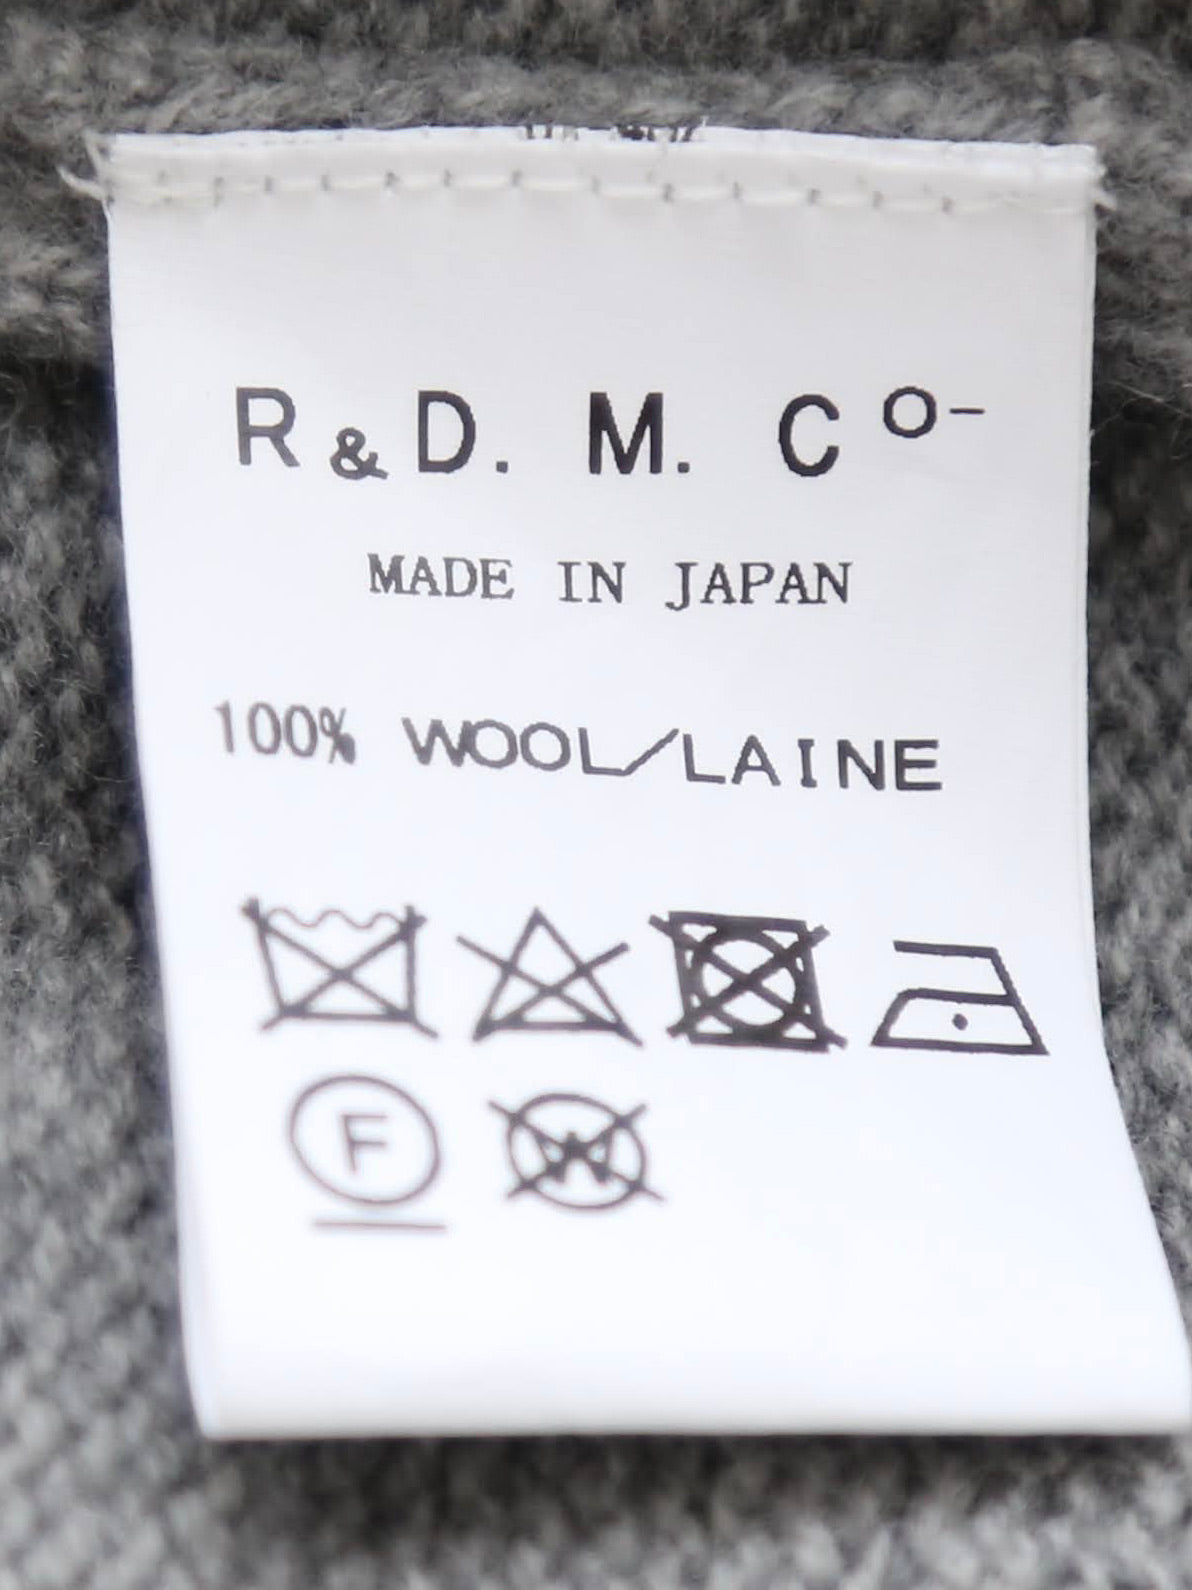 R&D. M. Co-
MADE IN JAPAN
100% WOOL/LAINE
F W